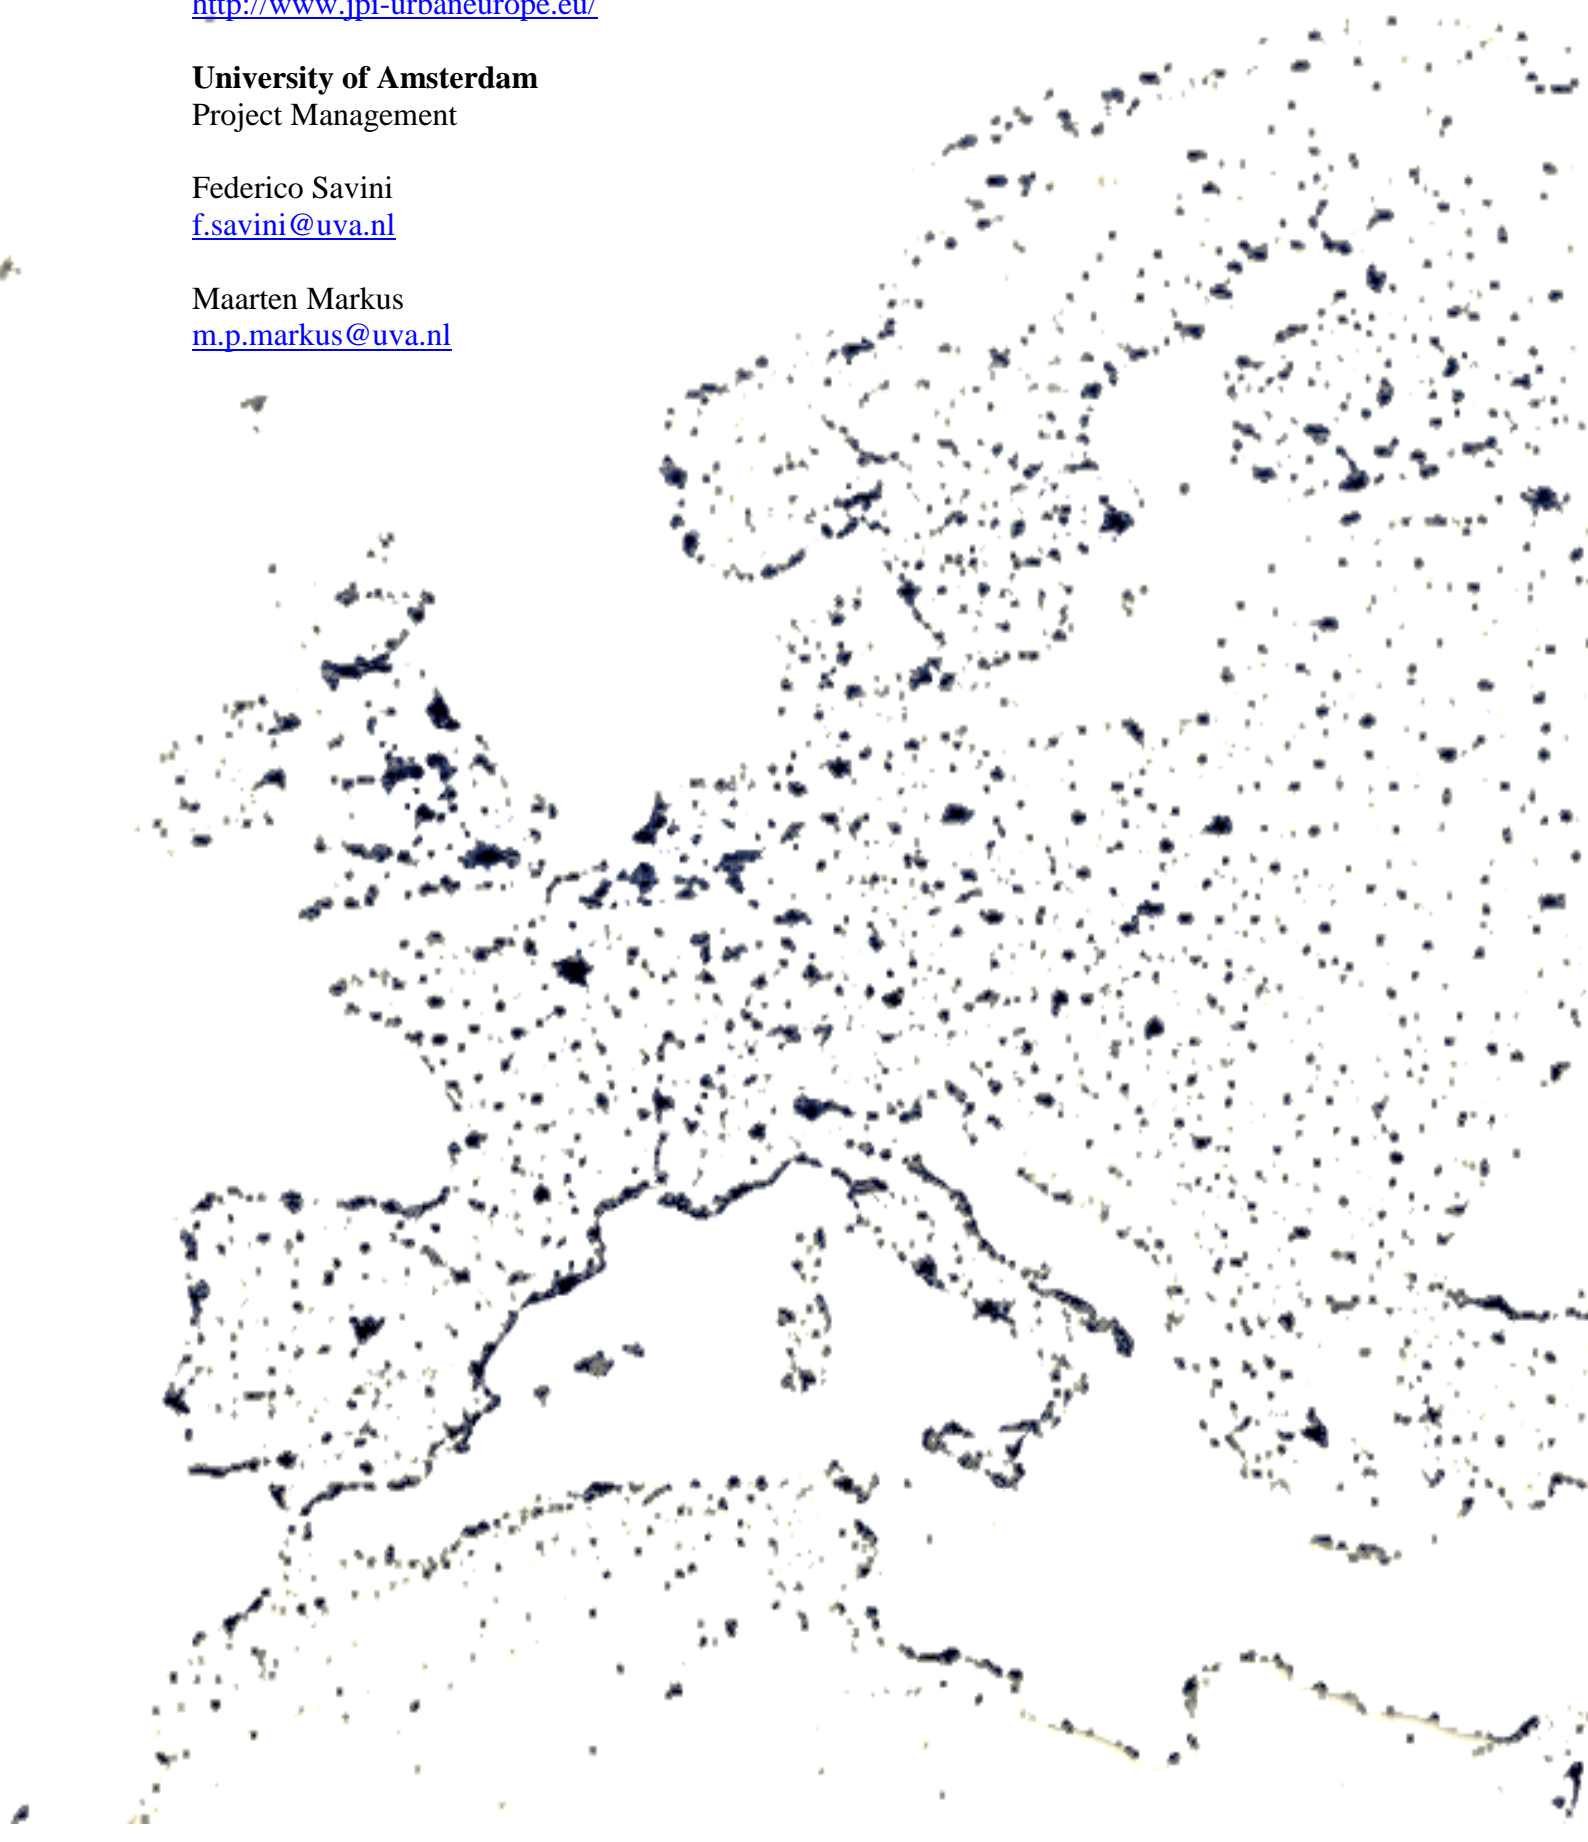 http://www.jpi-urbaneurope.eu/
University of Amsterdam
Project Management
Federico Savini
f.savini@uva.nl
Maarten Markus
m.p.markus@uva.nl